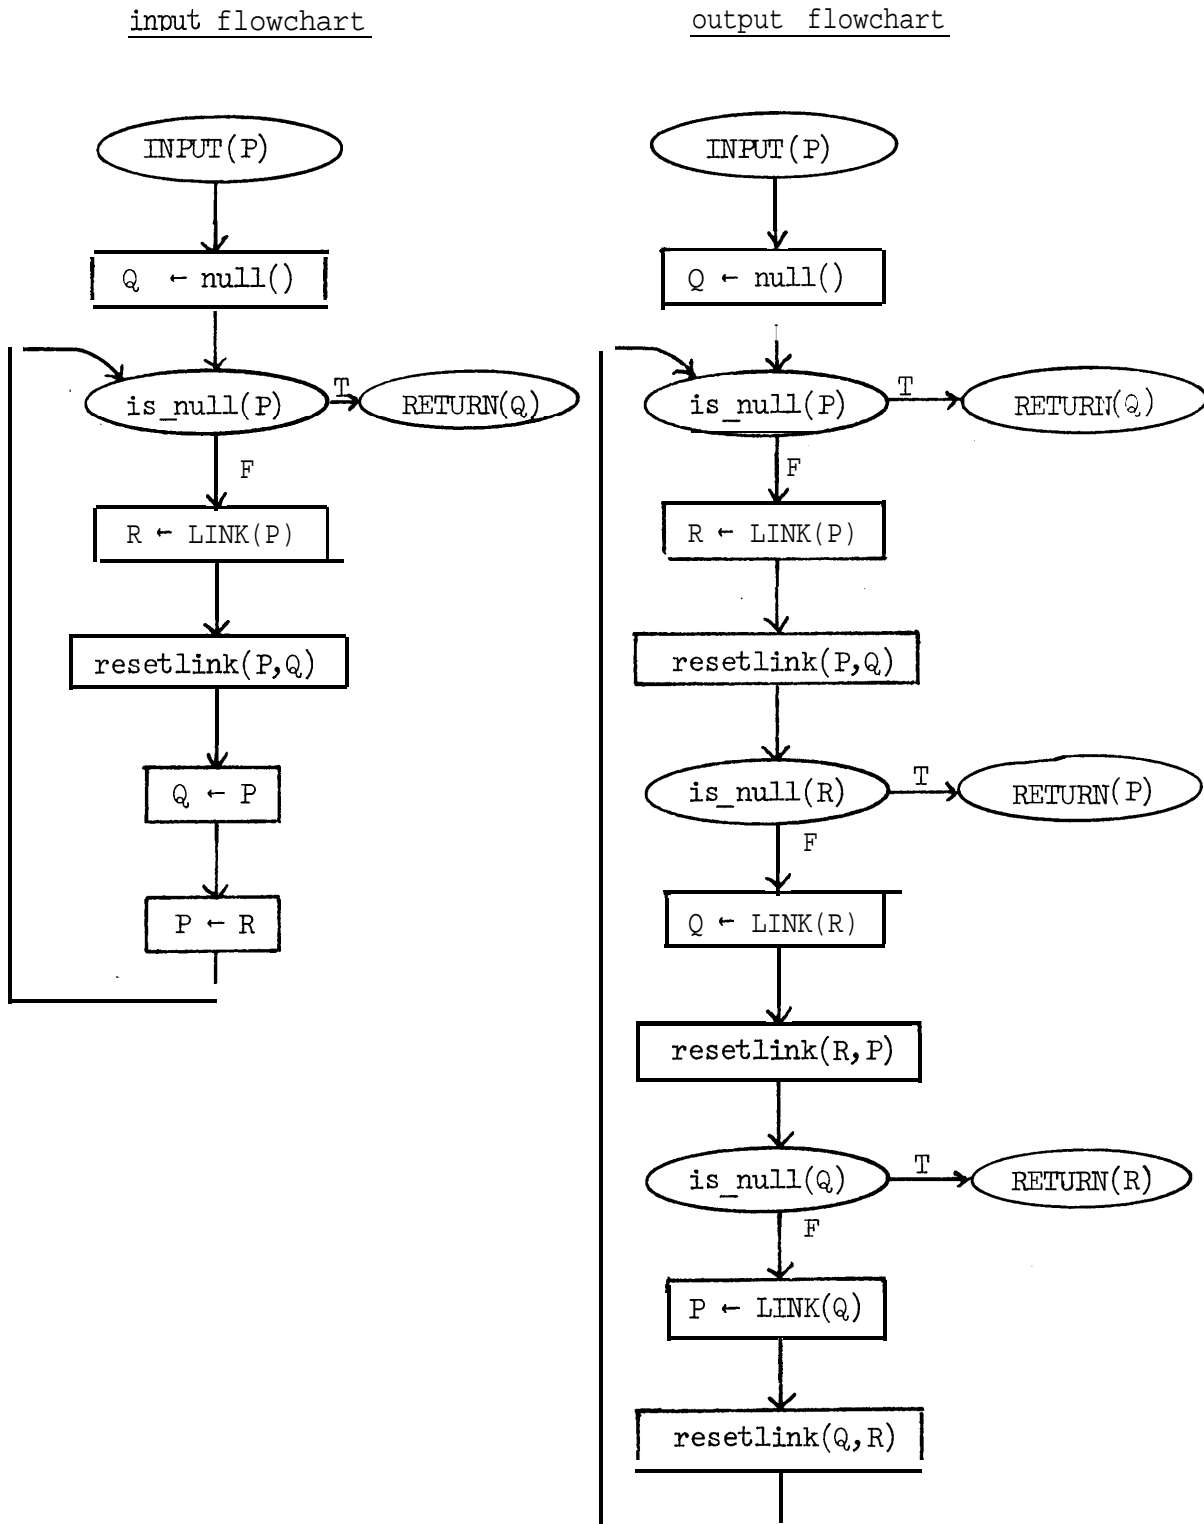 input flowchart
INPUT(P)
Q ← null()
is_null(P)
T
RETURN(Q)
F
R ← LINK(P)
resetlink(P,Q)
Q ← P
P ← R
output flowchart
INPUT(P)
Q ← null()
is_null(P)
T
RETURN(Q)
F
R ← LINK(P)
resetlink(P,Q)
is_null(R)
T
RETURN(P)
F
Q ← LINK(R)
resetlink(R,P)
is_null(Q)
T
RETURN(R)
F
P ← LINK(Q)
resetlink(Q,R)